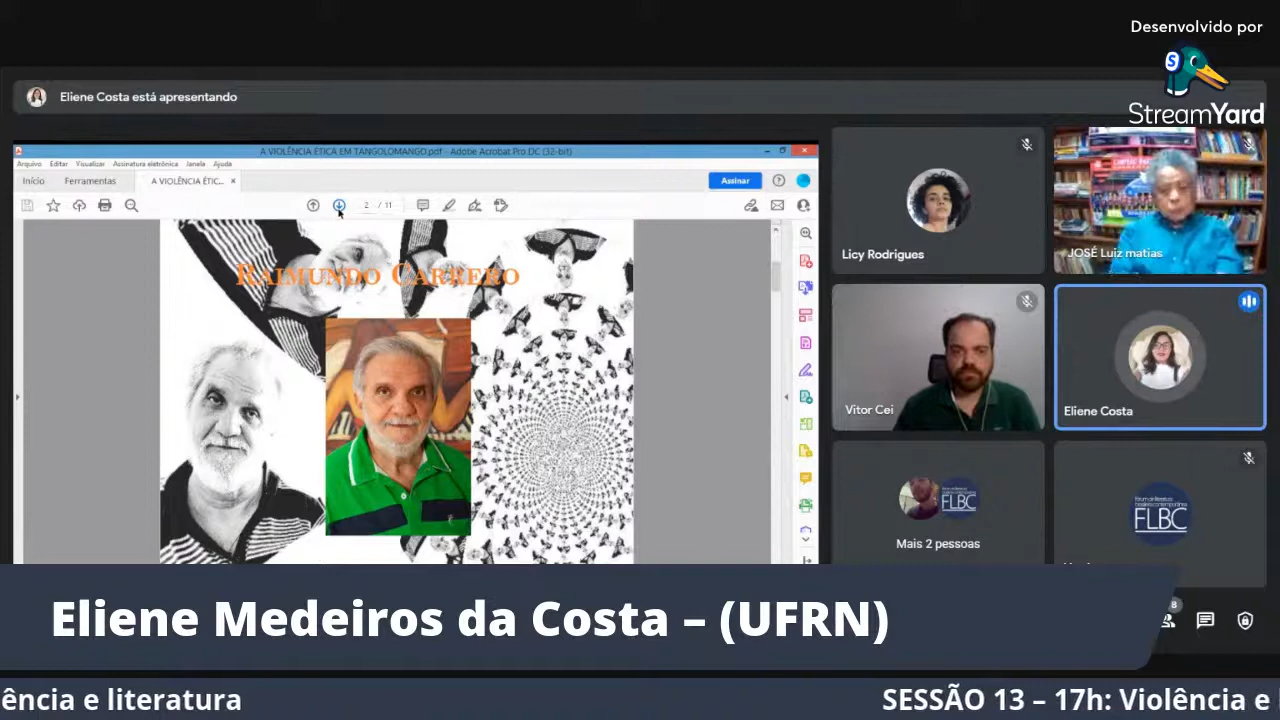 Desenvolvido por
StreamYard
Eliene Costa está apresentando
A VIOLÊNCIA ÉTICA EM TANGOLOMANGO.pdf - Adobe Acrobat Pro DC (32-bit)
Arquivo Editar Visualizar Assinatura eletrônica Janela Ajuda
Início Ferramentas A VIOLÊNCIA ÉTIC... × Assinar
2 / 11
RAIMUNDO CARRERO
Licy Rodrigues
JOSÉ Luiz matias
Vitor Cei
Eliene Costa
FLBC
Mais 2 pessoas
FLBC
8
Eliene Medeiros da Costa – (UFRN)
ência e literatura
SESSÃO 13 – 17h: Violência e